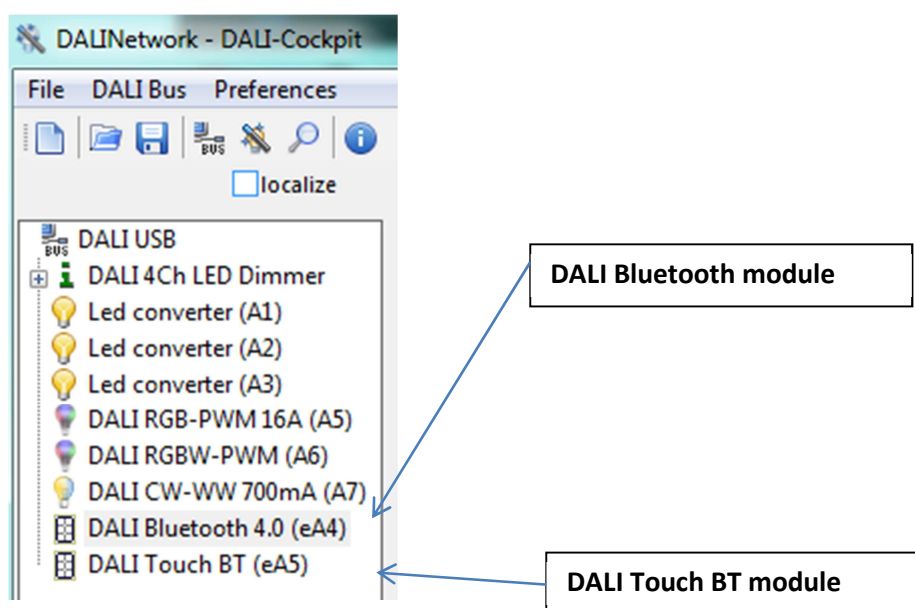 DALINetwork - DALI-Cockpit
File DALI Bus Preferences
BUS
localize
BUS DALI USB
DALI 4Ch LED Dimmer
Led converter (A1)
Led converter (A2)
Led converter (A3)
DALI RGB-PWM 16A (A5)
DALI RGBW-PWM (A6)
DALI CW-WW 700mA (A7)
DALI Bluetooth 4.0 (eA4)
DALI Touch BT (eA5)
DALI Bluetooth module
DALI Touch BT module